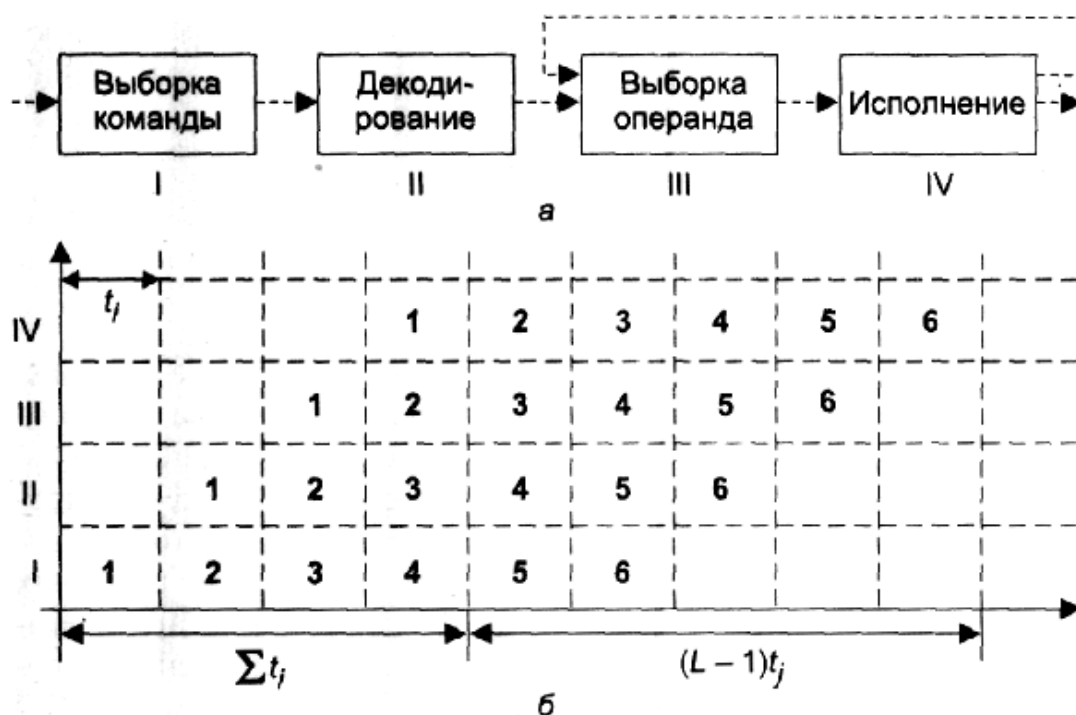 Выборка команды
Декоди-рование
Выборка операнда
Исполнение
I II III IV
а
t_j
IV 1 2 3 4 5 6
III 1 2 3 4 5 6
II 1 2 3 4 5 6
I 1 2 3 4 5 6
∑t_j (L – 1)t_j
б